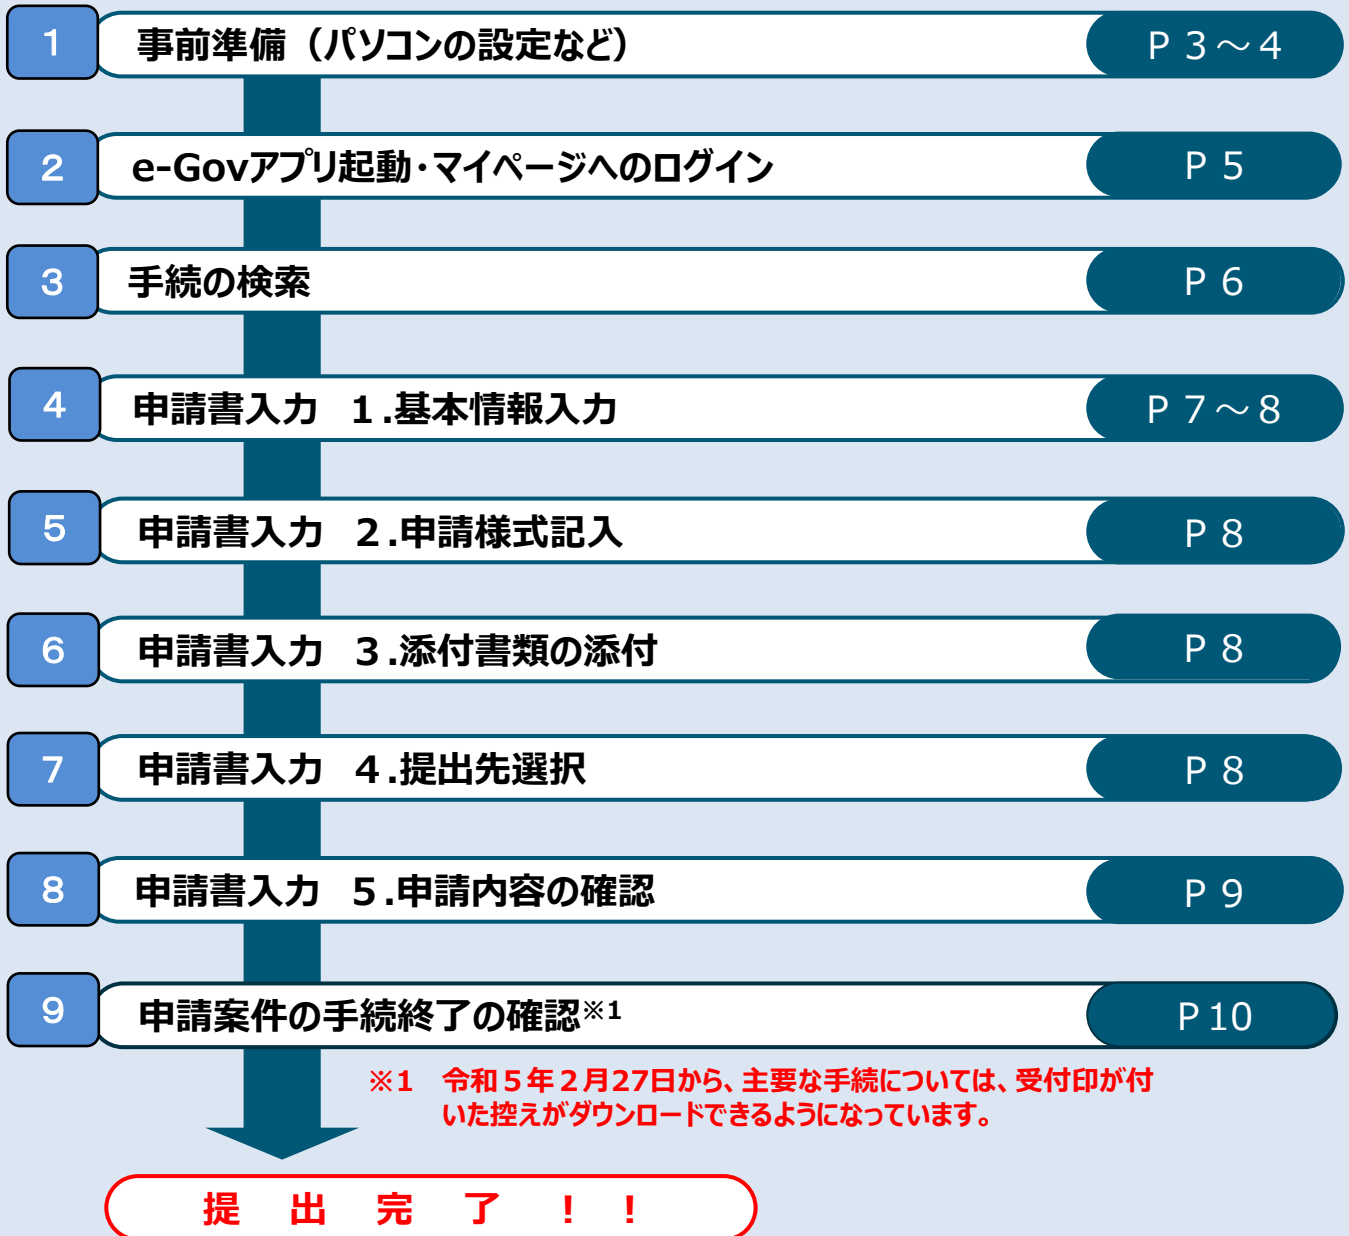 1 事前準備（パソコンの設定など） P 3～4
2 e-Govアプリ起動・マイページへのログイン P 5
3 手続の検索 P 6
4 申請書入力 １.基本情報入力 P 7～8
5 申請書入力 ２.申請様式記入 P 8
6 申請書入力 ３.添付書類の添付 P 8
7 申請書入力 ４.提出先選択 P 8
8 申請書入力 ５.申請内容の確認 P 9
9 申請案件の手続終了の確認※1 P 10
※1 令和５年２月27日から、主要な手続については、受付印が付
いた控えがダウンロードできるようになっています。
提 出 完 了 ！ ！